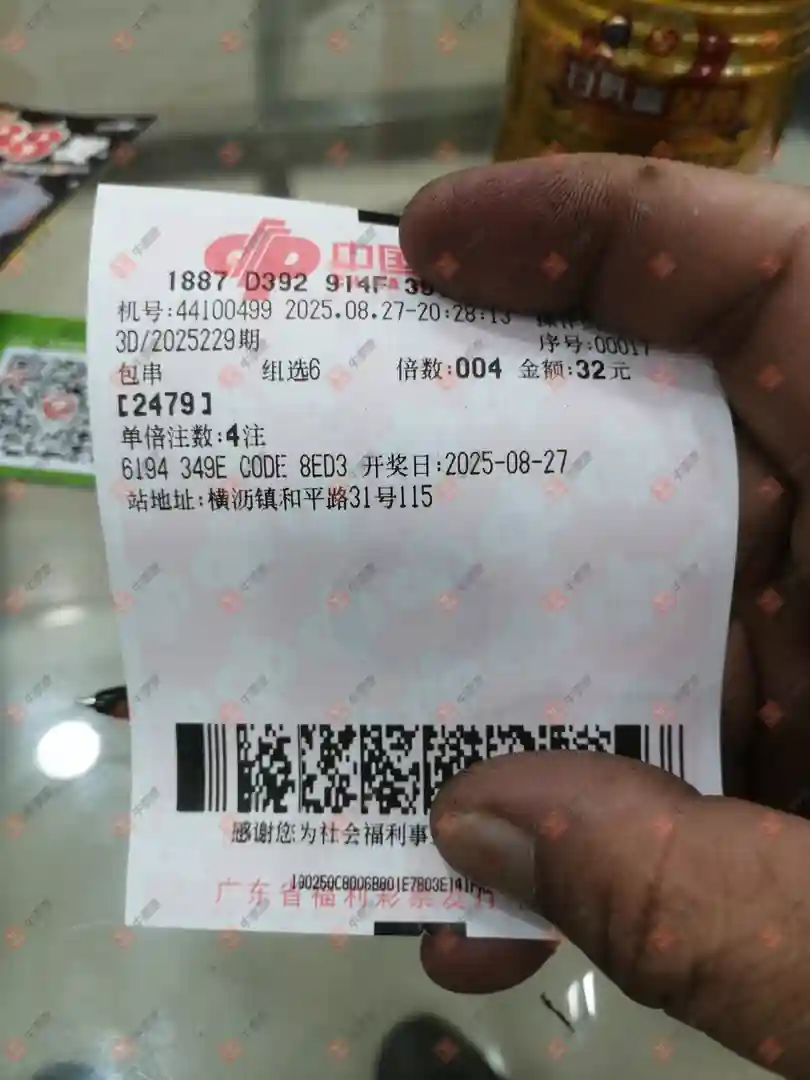 中国
1887 D392 914F
机号:44100499 2025.08.27-20:28:13
3D/2025229期
序号:00017
包串 组选6 倍数:004 金额:32元
【2479】
单倍注数:4注
6194 349E CODE 8ED3 开奖日:2025-08-27
站地址:横沥镇和平路31号115
感谢您为社会福利事
广东省福利彩票发